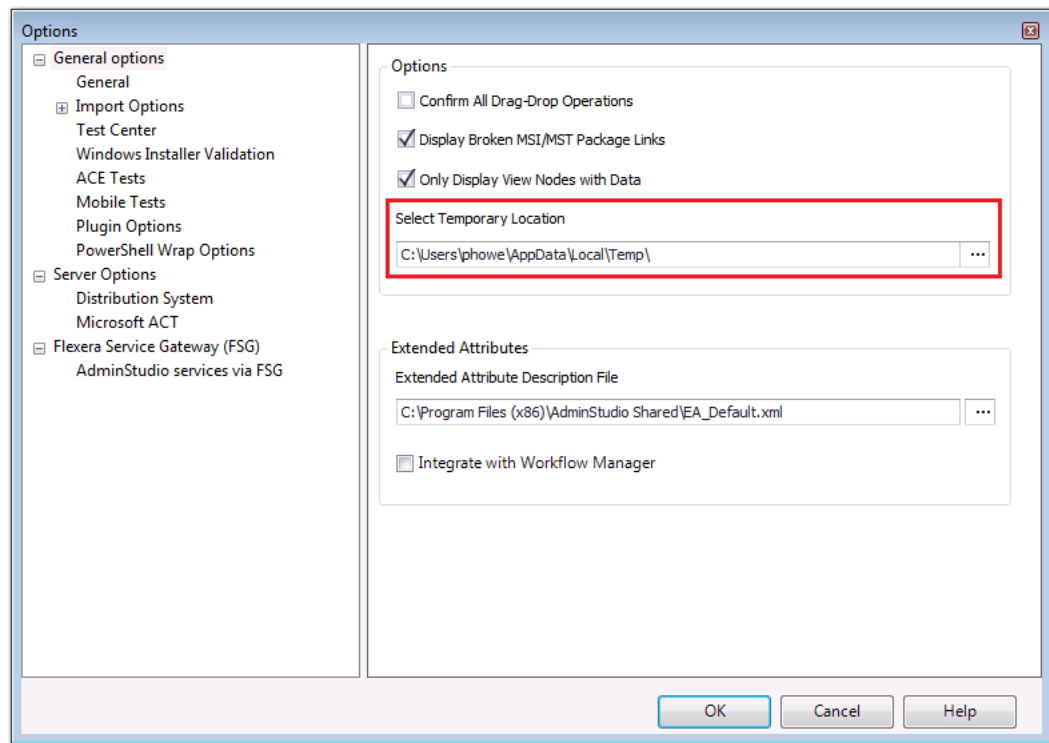 Options
General options
General
Import Options
Test Center
Windows Installer Validation
ACE Tests
Mobile Tests
Plugin Options
PowerShell Wrap Options
Server Options
Distribution System
Microsoft ACT
Flexera Service Gateway (FSG)
AdminStudio services via FSG
Options
Confirm All Drag-Drop Operations
Display Broken MSI/MST Package Links
Only Display View Nodes with Data
Select Temporary Location
C:\Users\phowe\AppData\Local\Temp\
...
Extended Attributes
Extended Attribute Description File
C:\Program Files (x86)\AdminStudio Shared\EA_Default.xml
...
Integrate with Workflow Manager
OK
Cancel
Help